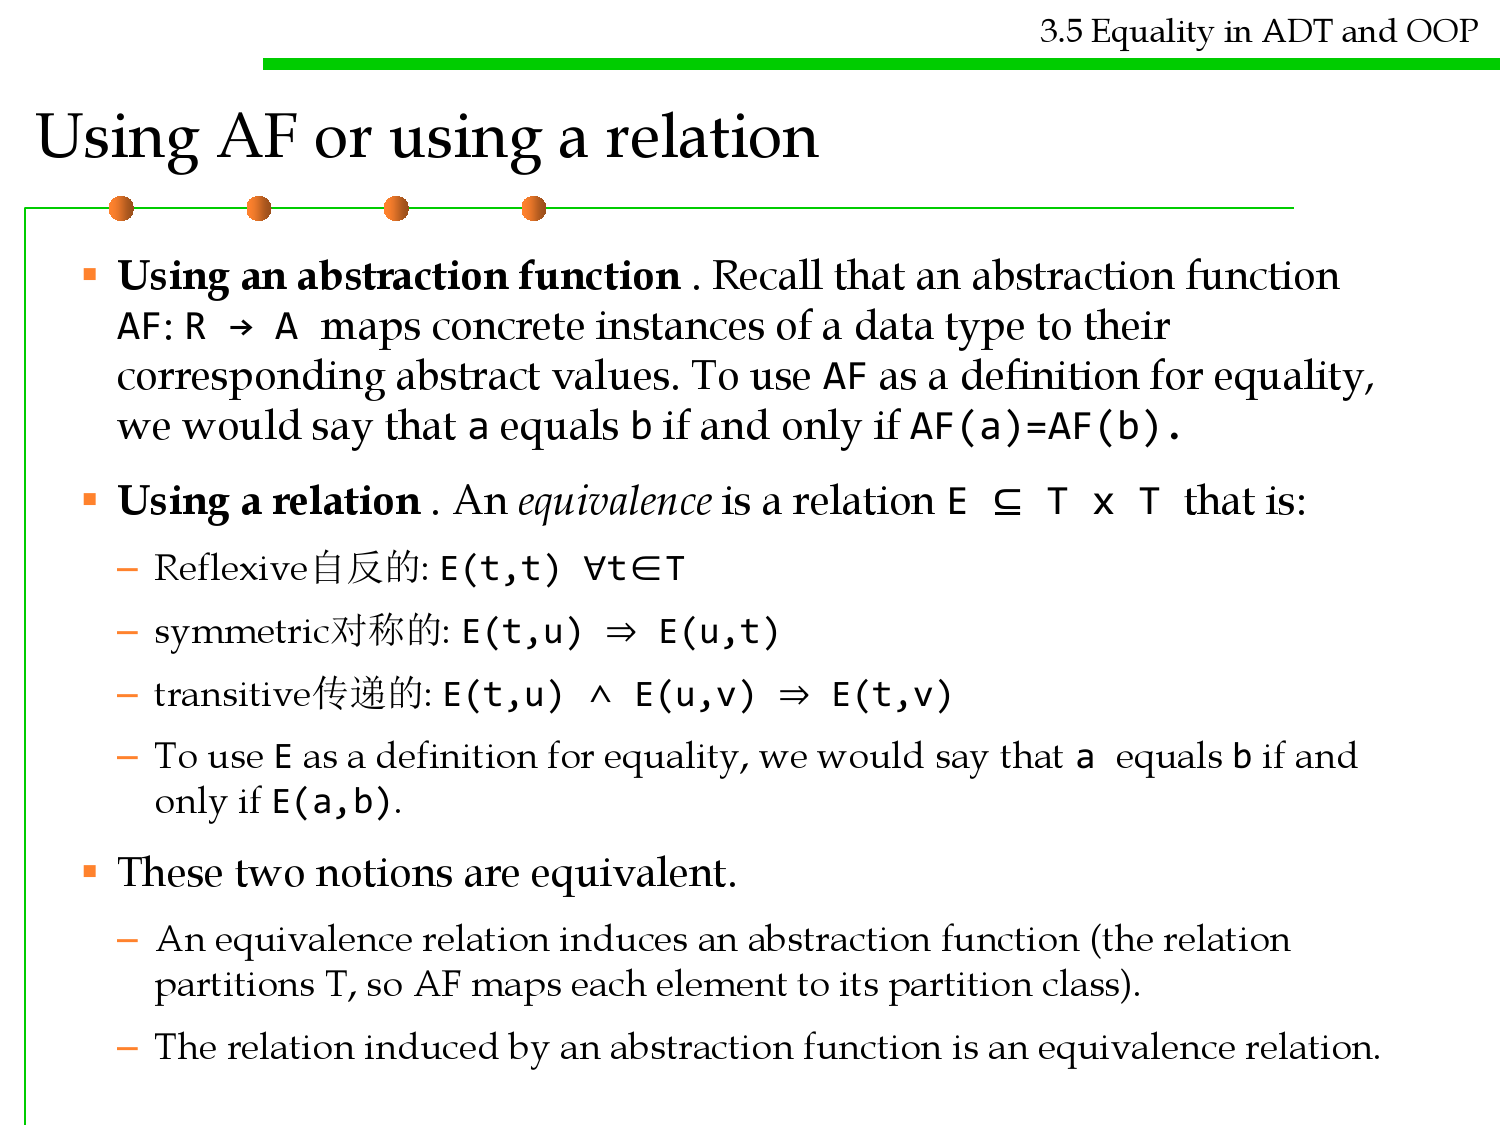 3.5 Equality in ADT and OOP
Using AF or using a relation
▪ Using an abstraction function . Recall that an abstraction function
AF: R → A maps concrete instances of a data type to their
corresponding abstract values. To use AF as a definition for equality,
we would say that a equals b if and only if AF(a)=AF(b).
▪ Using a relation . An equivalence is a relation E ⊆ T x T that is:
– Reflexive自反的: E(t,t) ∀t∈T
– symmetric对称的: E(t,u) ⇒ E(u,t)
– transitive传递的: E(t,u) ∧ E(u,v) ⇒ E(t,v)
– To use E as a definition for equality, we would say that a equals b if and
only if E(a,b).
▪ These two notions are equivalent.
– An equivalence relation induces an abstraction function (the relation
partitions T, so AF maps each element to its partition class).
– The relation induced by an abstraction function is an equivalence relation.